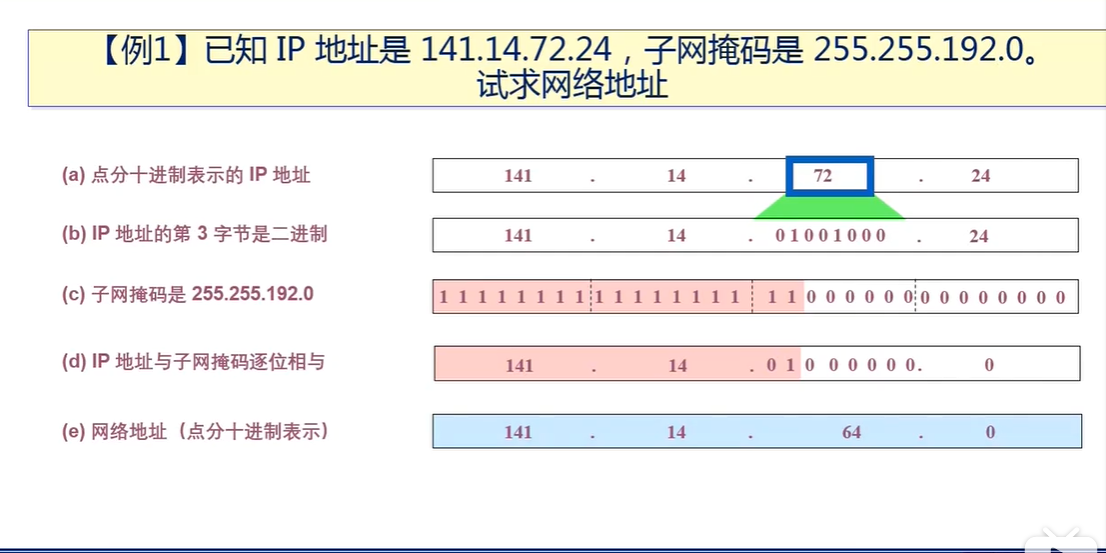 【例1】已知 IP 地址是 141.14.72.24，子网掩码是 255.255.192.0。
试求网络地址
(a) 点分十进制表示的 IP 地址 141 . 14 . 72 . 24
(b) IP 地址的第 3 字节是二进制 141 . 14 . 0 1 0 0 1 0 0 0 . 24
(c) 子网掩码是 255.255.192.0 1 1 1 1 1 1 1 1 1 1 1 1 1 1 1 1 1 1 0 0 0 0 0 0 0 0 0 0 0 0 0 0
(d) IP 地址与子网掩码逐位相与 141 . 14 . 0 1 0 0 0 0 0 0 . 0
(e) 网络地址（点分十进制表示） 141 . 14 . 64 . 0